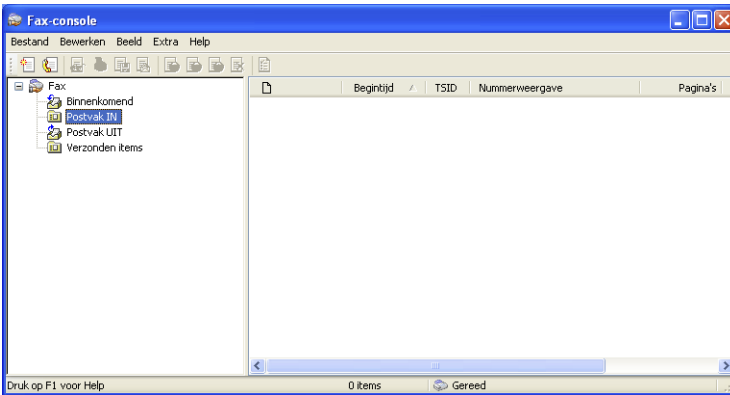 Fax-console
Bestand Bewerken Beeld Extra Help
Fax
Binnenkomend
Postvak IN
Postvak UIT
Verzonden items
Begintijd TSID Nummerweergave Pagina's
Druk op F1 voor Help 0 items Gereed